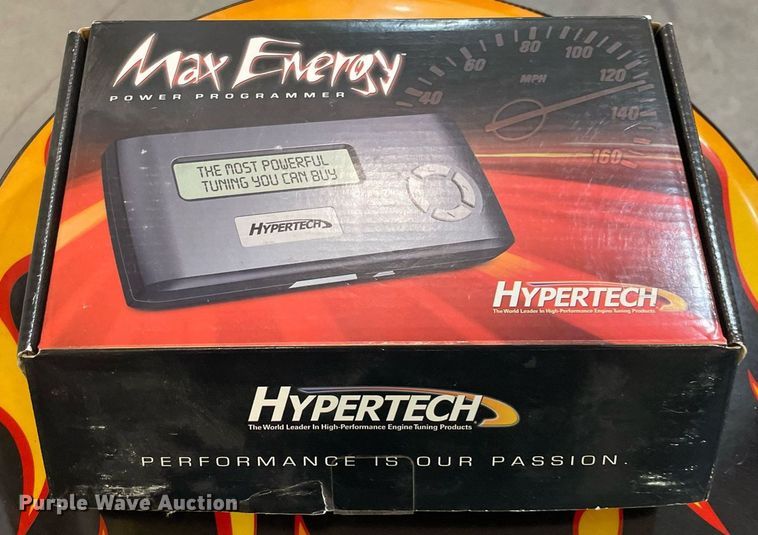 Max Energy™
POWER PROGRAMMER
40 60 80 100 120 140 160
MPH
THE MOST POWERFUL
TUNING YOU CAN BUY
HYPERTECH
HYPERTECH
The World Leader In High-Performance Engine Tuning Products
HYPERTECH
The World Leader In High-Performance Engine Tuning Products
PERFORMANCE IS OUR PASSION.
Purple Wave Auction